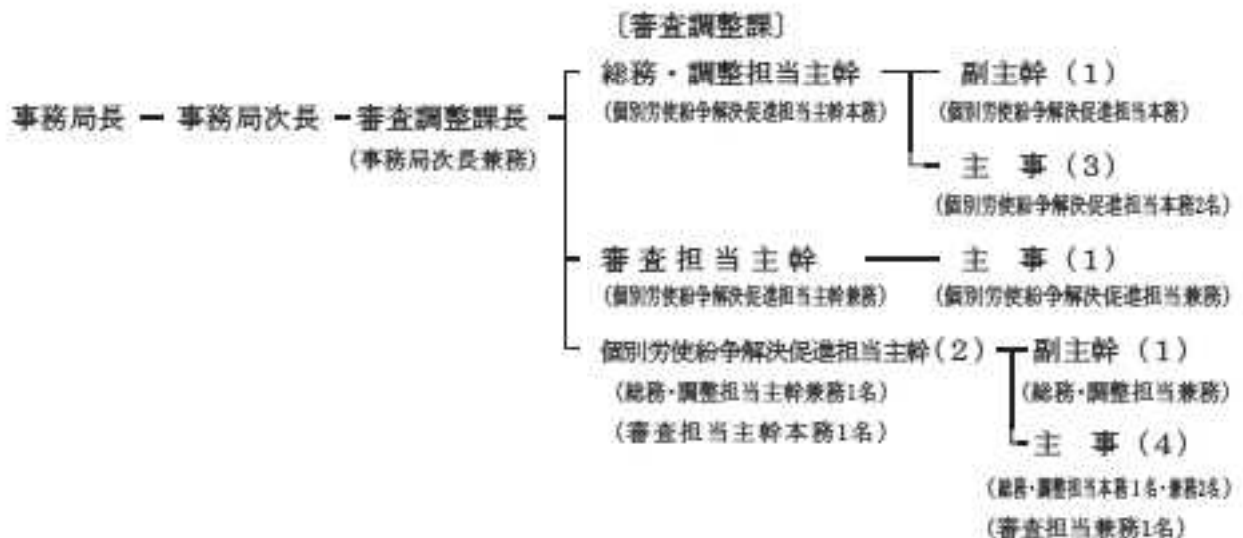 ［審査調整課］
事務局長 ー 事務局次長 ー 審査調整課長
(事務局次長兼務)
総務・調整担当主幹
(個別労使紛争解決促進担当主幹本務)
副主幹（１）
(個別労使紛争解決促進担当本務)
主　事（３）
(個別労使紛争解決促進担当本務2名)
審査担当主幹
(個別労使紛争解決促進担当主幹兼務)
主　事（１）
(個別労使紛争解決促進担当兼務)
個別労使紛争解決促進担当主幹(２)
(総務・調整担当主幹兼務1名)
(審査担当主幹本務1名)
副主幹（１）
(総務・調整担当兼務)
主　事（４）
(総務・調整担当本務1名・兼務2名)
(審査担当兼務1名)